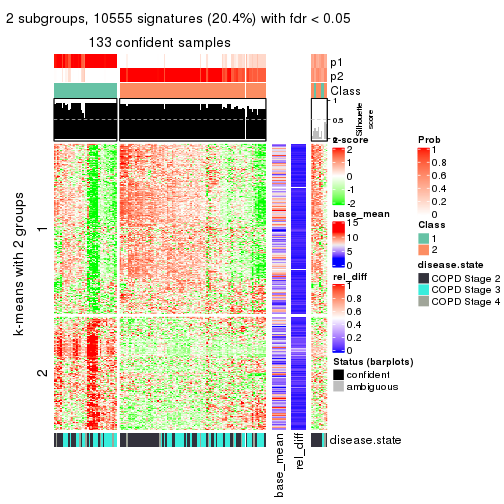 2 subgroups, 10555 signatures (20.4%) with fdr < 0.05
133 confident samples
p1
p2
Class
1
0.5
0
Silhouette
score
k-means with 2 groups
1
2
z-score
2
1
0
-1
-2
base_mean
15
10
5
0
rel_diff
1
0.8
0.6
0.4
0.2
0
Status (barplots)
confident
ambiguous
Prob
1
0.8
0.6
0.4
0.2
0
Class
1
2
disease.state
COPD Stage 2
COPD Stage 3
COPD Stage 4
disease.state
base_mean
rel_diff